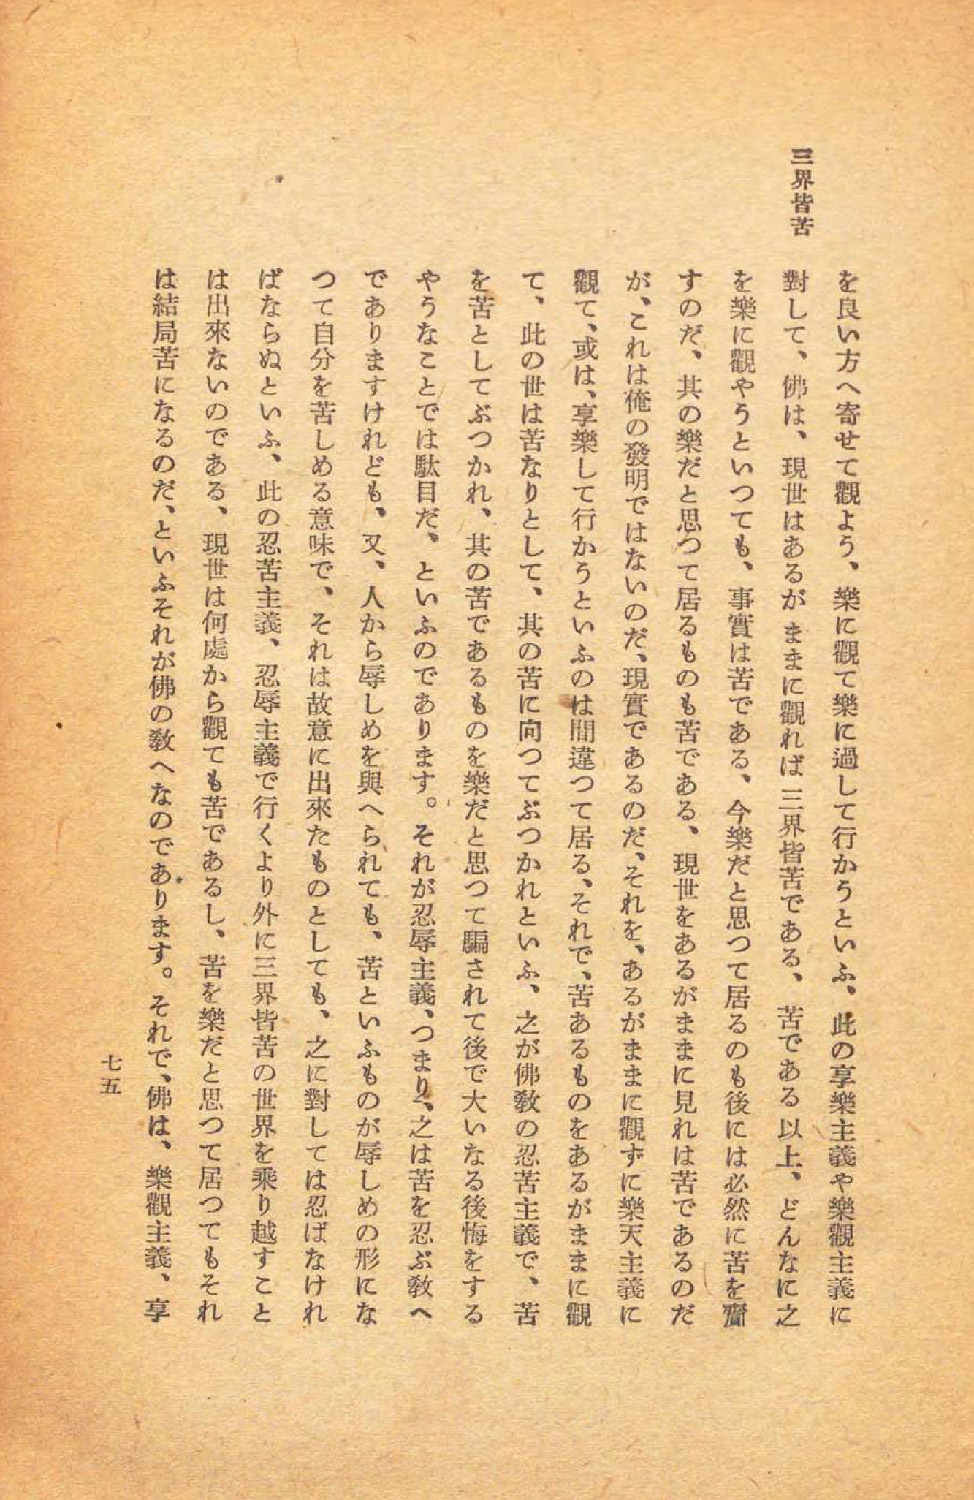 三界皆苦
を良い方へ寄せて觀よう、樂に觀て樂に過して行かうといふ、此の享樂主義や樂觀主義に
對して、佛は、現世はあるが ままに觀れば 三界皆苦である、苦である以上、どんなに之
を樂に觀やうといつても、事實は苦である、今樂だと思つて居るのも後には必然に苦を齎
すのだ、其の樂だと思つて居るものも苦である、現世をあるがままに見れは苦であるのだ
が、これは俺の發明ではないのだ、現實であるのだ、それを、あるがままに觀ずに樂天主義に
觀て、或は、享樂して行かうといふのは間違つて居る、それで、苦あるものをあるがままに觀
て、此の世は苦なりとして、其の苦に向つてぶつかれといふ、之が佛敎の忍苦主義で、苦
を苦としてぶつかれ、其の苦であるものを樂だと思つて騙されて後で大いなる後悔をする
やうなことでは駄目だ、といふのであります。それが忍辱主義、つまり、之は苦を忍ぶ敎へ
でありますけれども、又、人から辱しめを與へられても、苦といふものが辱しめの形にな
つて自分を苦しめる意味で、それは故意に出來たものとしても、之に對しては忍ばなけれ
ばならぬといふ、此の忍苦主義、忍辱主義で行くより外に三界皆苦の世界を乘り越すこと
は出來ないのである、現世は何處から觀ても苦であるし、苦を樂だと思つて居つてもそれ
は結局苦になるのだ、といふそれが佛の敎へなのであります。それで、佛は、樂觀主義、享
七五